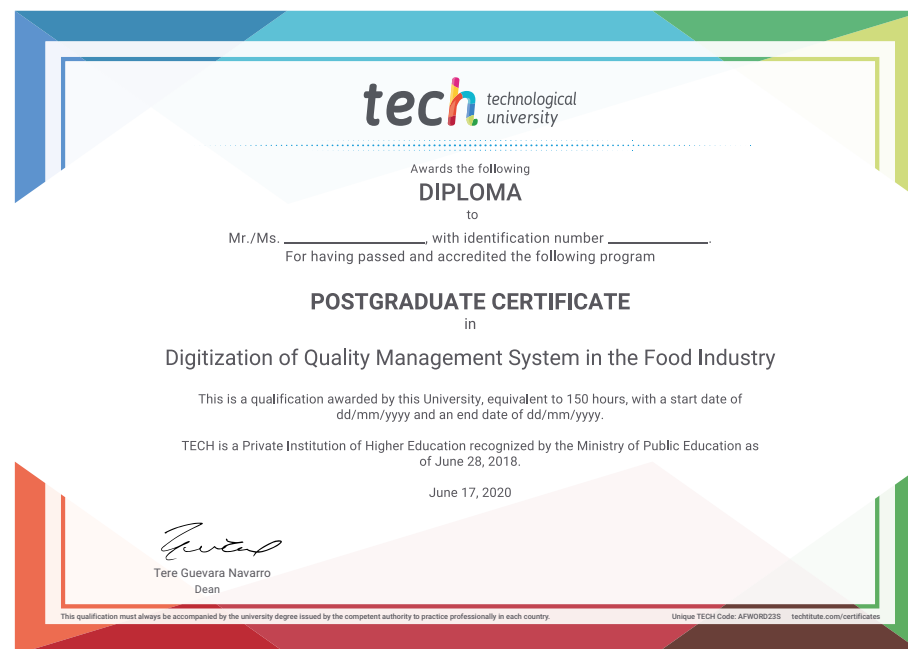 tech technological
university
Awards the following
DIPLOMA
to
Mr./Ms. ____________________, with identification number ______________.
For having passed and accredited the following program
POSTGRADUATE CERTIFICATE
in
Digitization of Quality Management System in the Food Industry
This is a qualification awarded by this University, equivalent to 150 hours, with a start date of
dd/mm/yyyy and an end date of dd/mm/yyyy.
TECH is a Private Institution of Higher Education recognized by the Ministry of Public Education as
of June 28, 2018.
June 17, 2020
Tere Guevara Navarro
Dean
This qualification must always be accompanied by the university degree issued by the competent authority to practice professionally in each country. Unique TECH Code: AFWORD23S techtitute.com/certificates